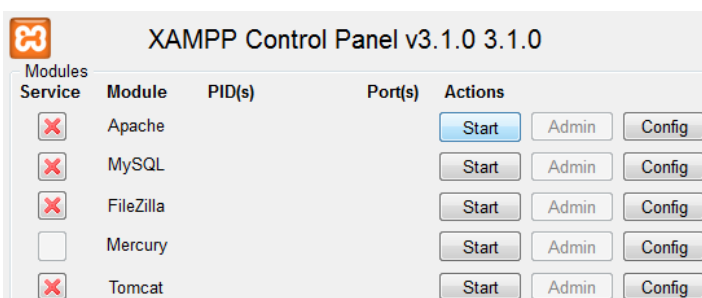 XAMPP Control Panel v3.1.0 3.1.0
Modules
Service Module PID(s) Port(s) Actions
Apache Start Admin Config
MySQL Start Admin Config
FileZilla Start Admin Config
Mercury Start Admin Config
Tomcat Start Admin Config